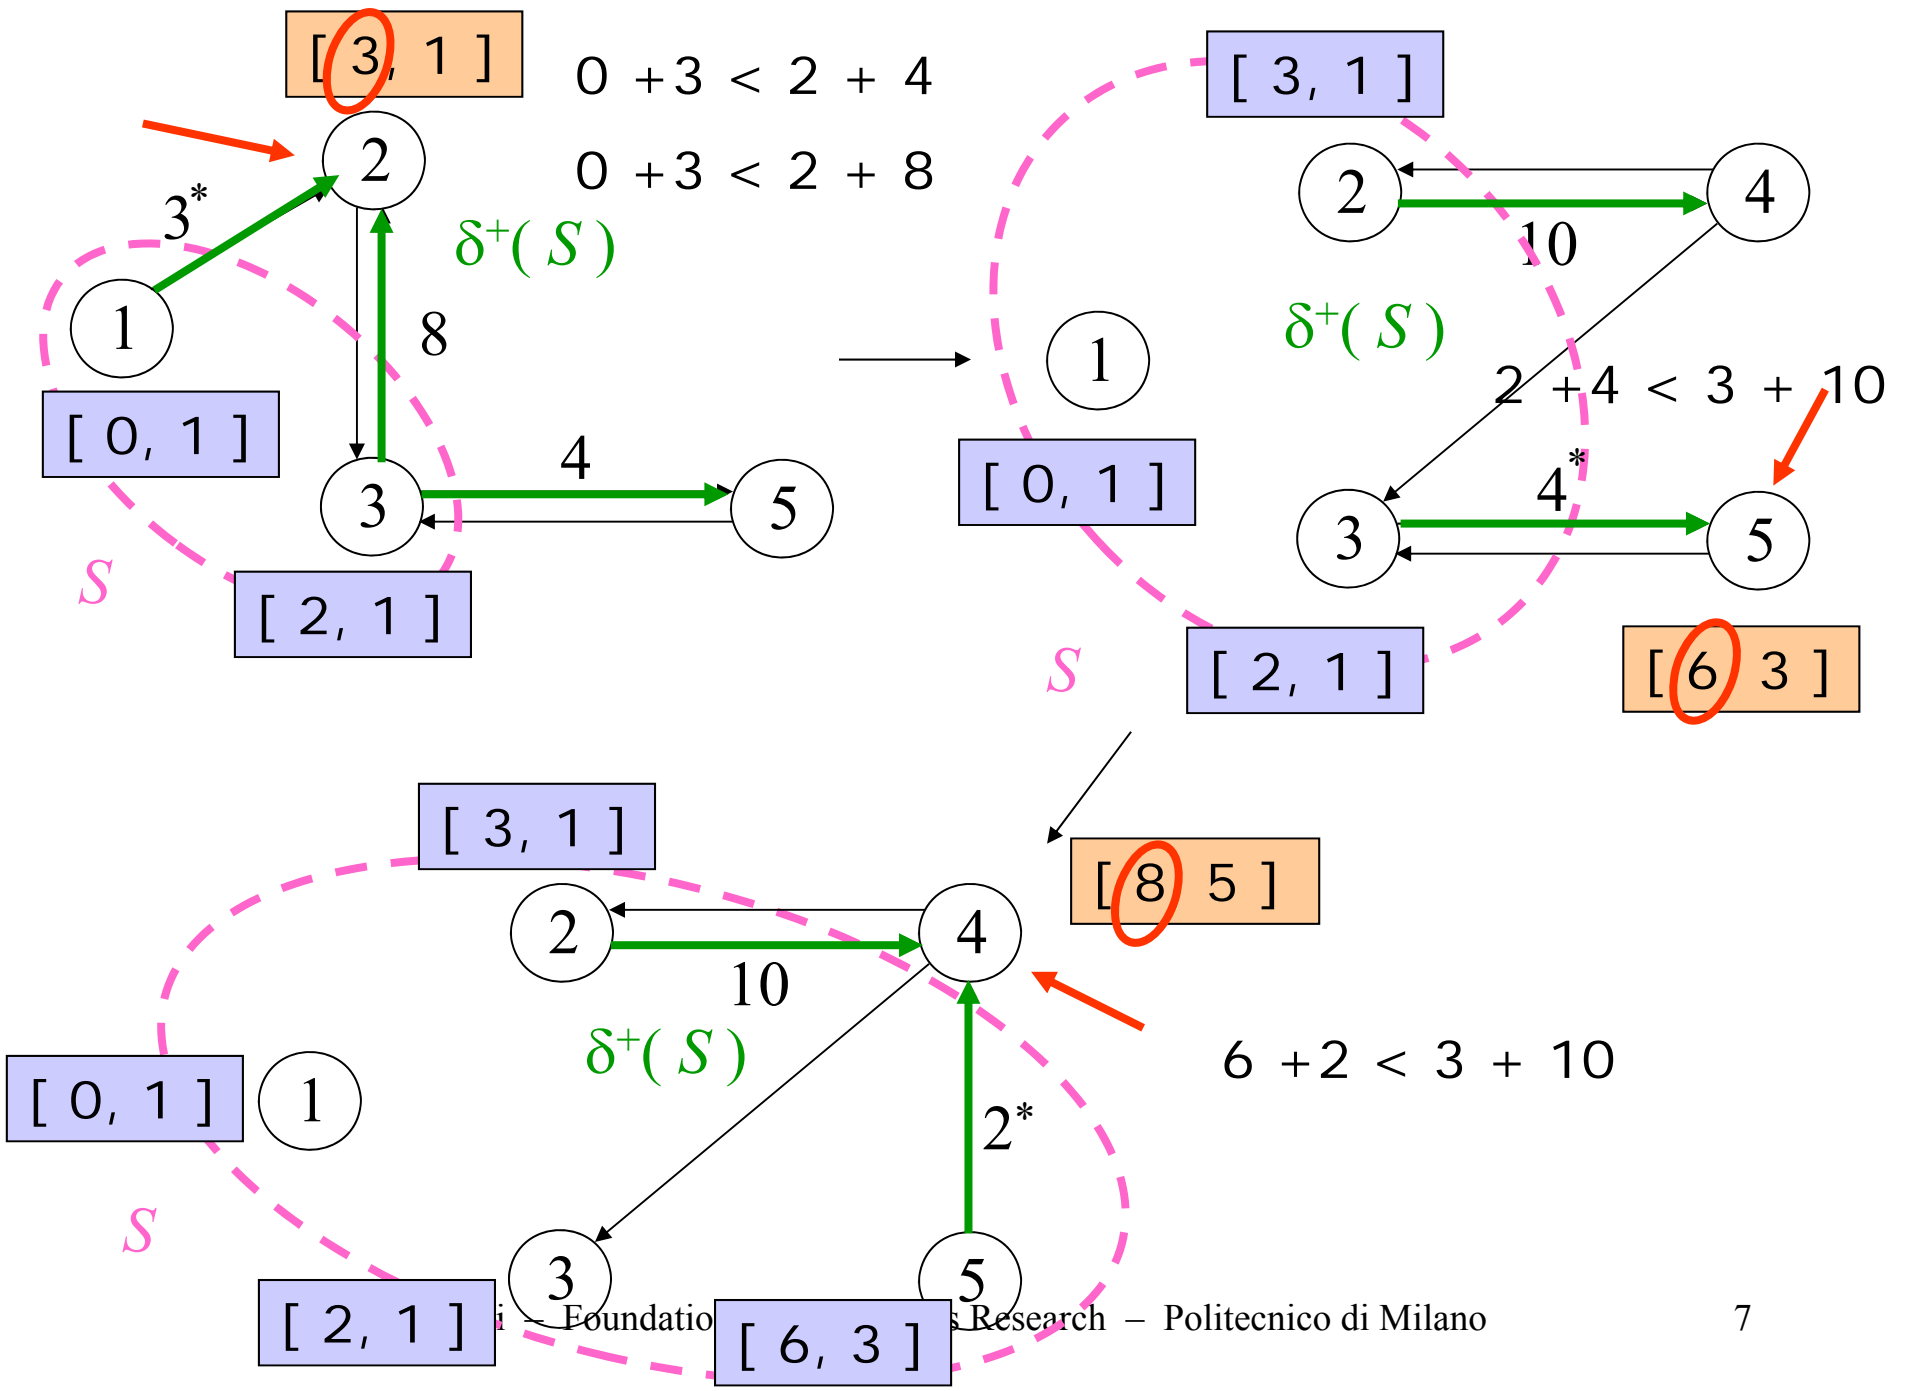 [ 3, 1 ]
0 +3 < 2 + 4
0 +3 < 2 + 8
2
3*
δ+( S )
1
8
[ 0, 1 ]
4
3
5
S
[ 2, 1 ]
[ 3, 1 ]
2
4
10
δ+( S )
1
2 +4 < 3 + 10
[ 0, 1 ]
4*
3
5
S
[ 2, 1 ]
[ 6 3 ]
[ 3, 1 ]
[ 8 5 ]
2
4
10
δ+( S )
6 +2 < 3 + 10
[ 0, 1 ]
1
2*
S
3
5
[ 2, 1 ]
[ 6, 3 ]
– Research – Politecnico di Milano
7